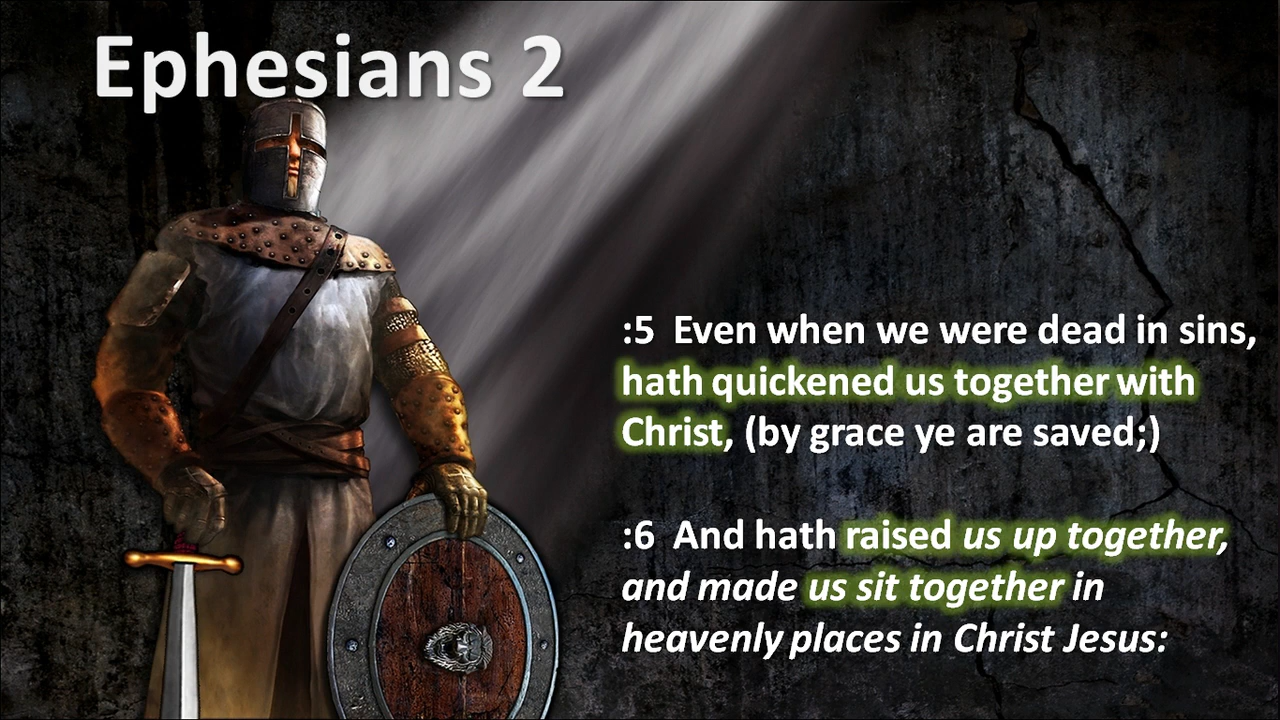 Ephesians 2
:5  Even when we were dead in sins,
hath quickened us together with
Christ, (by grace ye are saved;)
:6  And hath raised us up together,
and made us sit together in
heavenly places in Christ Jesus: